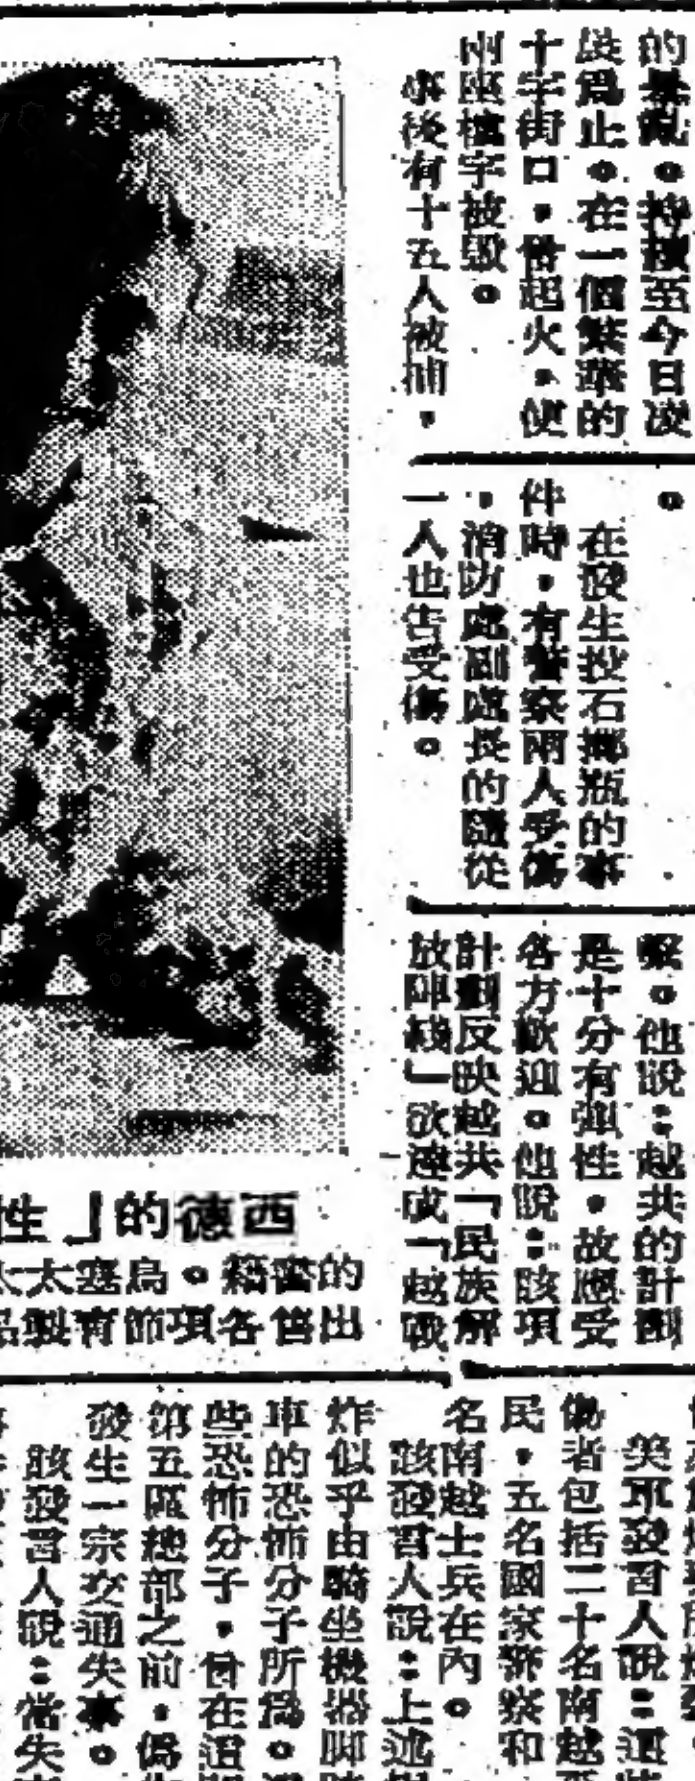 的暴亂。持續至今日凌
晨爲止。在一個繁華的
十字街口,曾起火,使
兩座樓宇被毀。
事後有十五人被捕,
。
在發生投石擲瓶的事
件時,有警察兩人受傷
,消防處副處長的隨從
一人也告受傷。
繫。他說:越共的計劃
是十分有彈性,故應受
各方歡迎。他說:該項
計劃反映越共「民族解
放陣綫」欲達成「越戰
西德的「性
的密籍。烏塞太太
出售各項飾有製品
美軍發言人說:這
傷者包括二十名南越
民,五名國家警察和
名南越士兵在內。
該發言人說:上述
炸似乎由騎坐機器脚
車的恐怖分子所爲。
些恐怖分子,曾在
第五區總部之前,僞
發生一宗交通失事。
該發言人說:當失